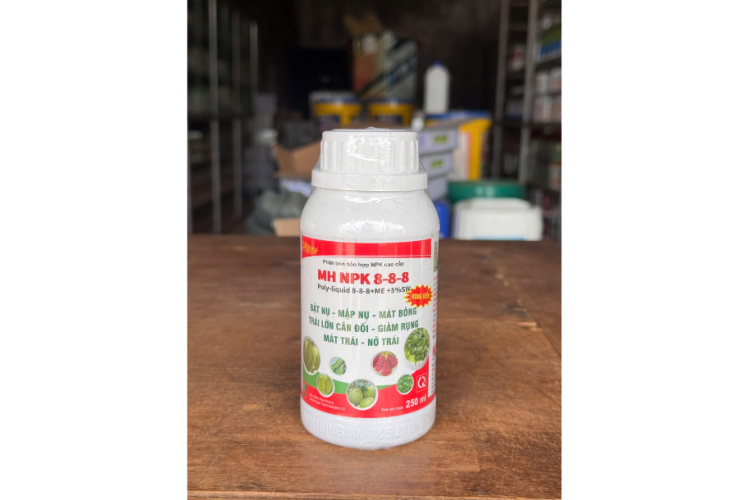 Phân bón hỗn hợp NPK cao cấp
MH NPK 8-8-8
Poly-liquid 8-8-8+ME +5%SW
BẬT NỤ - MẬP NỤ - MÁT BÔNG
TRÁI LỚN CÂN ĐỐI - GIẢM RỤNG
MÁT TRÁI - NỞ TRÁI
250 ml